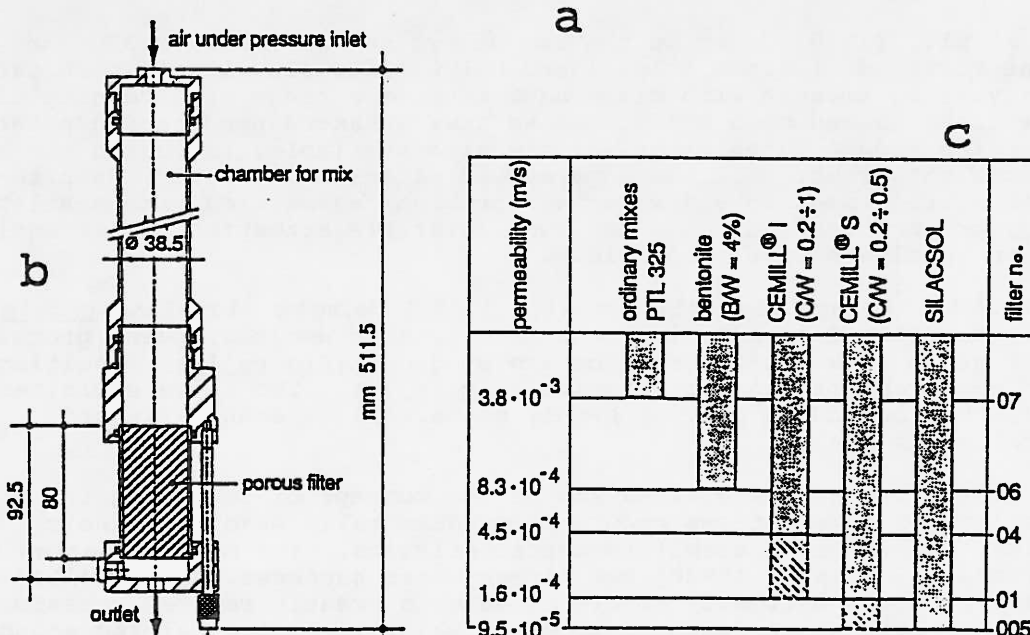 a
air under pressure inlet
chamber for mix
Ø 38.5
b
mm 511.5
92.5
80
porous filter
outlet
c
permeability (m/s)
ordinary mixes
PTL 325
bentonite
(B/W = 4%)
CEMILL® I
(C/W = 0.2÷1)
CEMILL® S
(C/W = 0.2÷0.5)
SILACSOL
filter no.
3.8·10⁻³
07
8.3·10⁻⁴
06
4.5·10⁻⁴
04
1.6·10⁻⁴
01
9.5·10⁻⁵
005